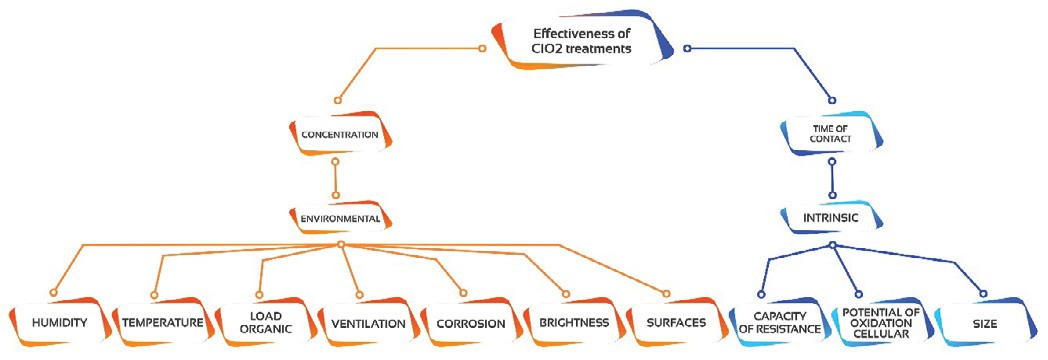 Effectiveness of
ClO2 treatments
CONCENTRATION
TIME OF
CONTACT
ENVIRONMENTAL
INTRINSIC
HUMIDITY
TEMPERATURE
LOAD
ORGANIC
VENTILATION
CORROSION
BRIGHTNESS
SURFACES
CAPACITY
OF RESISTANCE
POTENTIAL OF
OXIDATION
CELLULAR
SIZE